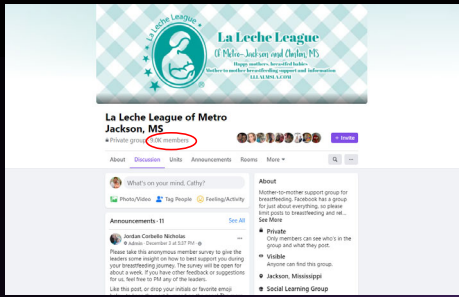 La Leche League
La Leche League
Of Metro-Jackson and Clinton, MS
Happy mothers, breastfed babies
Mother-to-mother breastfeeding support and information
LLLALMSLA.COM
La Leche League of Metro
Jackson, MS
Private group · 9.0K members
+ Invite
About Discussion Units Announcements Rooms More
What's on your mind, Cathy?
Photo/Video Tag People Feeling/Activity
Announcements · 11 See All
Jordan Corbello Nicholas
Admin · December 3 at 5:37 PM
Please take this anonymous member survey to give the
leaders some insight on how to best support you during
your breastfeeding journey. The survey will be open for
about a week. If you have other feedback or suggestions
for us, feel free to PM any of the leaders.
Like this post, or drop your initials or favorite emoji
About
Mother-to-mother support group for
breastfeeding. Facebook has a group
for just about everything, so please
limit posts to breastfeeding and rel...
See More
Private
Only members can see who's in the
group and what they post.
Visible
Anyone can find this group.
Jackson, Mississippi
Social Learning Group